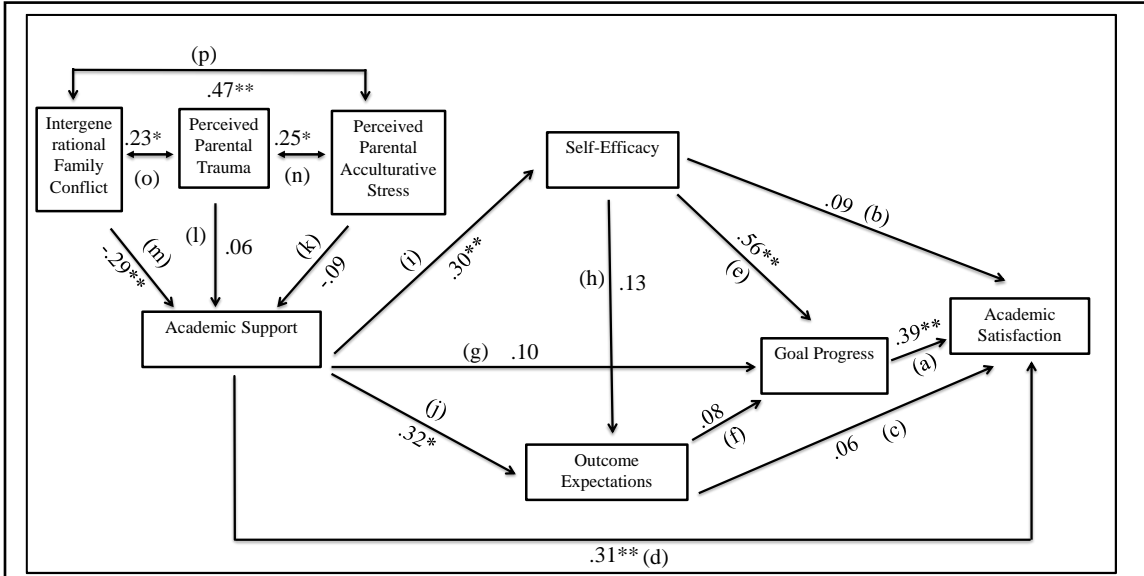 (p)
.47**
Intergene
rational
Family
Conflict
.23*
(o)
Perceived
Parental
Trauma
.25*
(n)
Perceived
Parental
Acculturative
Stress
Self-Efficacy
(m)
-.29**
(l)
.06
(k)
-.09
(i)
.30**
(h)
.13
.56**
(e)
.09 (b)
Academic Support
(g) .10
Goal Progress
.39**
(a)
Academic
Satisfaction
(j)
.32*
.08
(f)
.06 (c)
Outcome
Expectations
.31** (d)